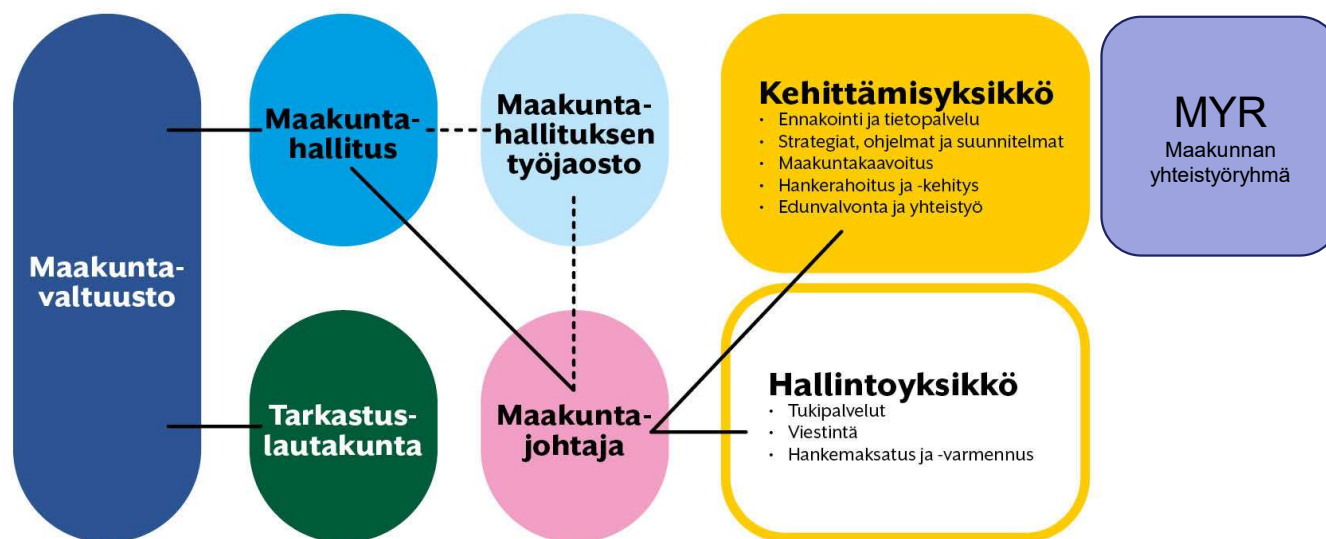 Maakunta-
valtuusto
Maakunta-
hallitus
Maakunta-
hallituksen
työjaosto
Tarkastus-
lautakunta
Maakunta-
johtaja
Kehittämisyksikkö
• Ennakointi ja tietopalvelu
• Strategiat, ohjelmat ja suunnitelmat
• Maakuntakaavoitus
• Hankerahoitus ja -kehitys
• Edunvalvonta ja yhteistyö
Hallintoyksikkö
• Tukipalvelut
• Viestintä
• Hankemaksatus ja -varmennus
MYR
Maakunnan
yhteistyöryhmä